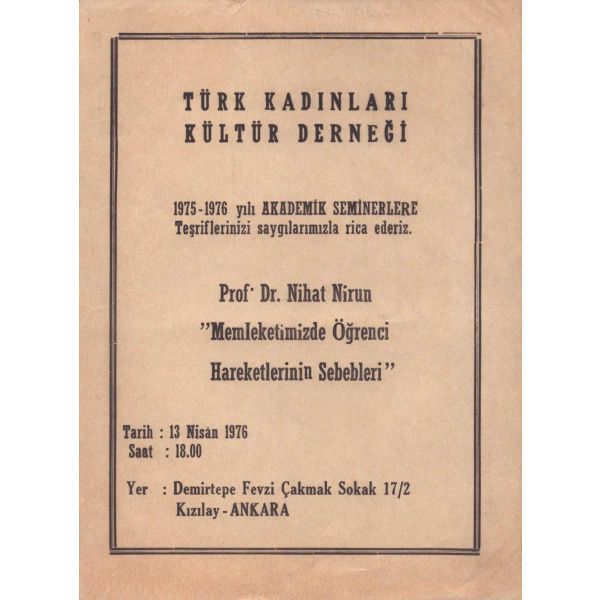 TÜRK KADINLARI
KÜLTÜR DERNEĞİ
1975-1976 yılı AKADEMİK SEMİNERLERE
Teşriflerinizi saygılarımızla rica ederiz.
Prof. Dr. Nihat Nirun
"Memleketimizde Öğrenci
Hareketlerinin Sebebleri"
Tarih : 13 Nisan 1976
Saat : 18.00
Yer : Demirtepe Fevzi Çakmak Sokak 17/2
Kızılay - ANKARA